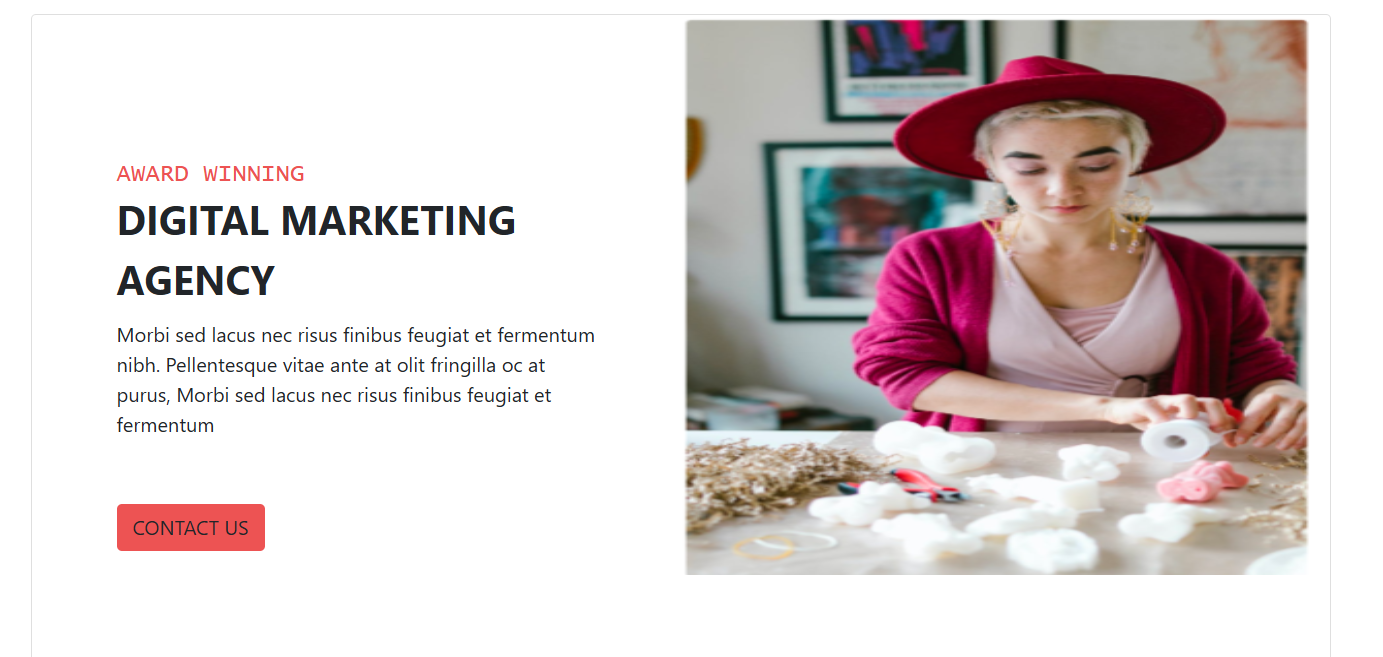 AWARD WINNING
DIGITAL MARKETING
AGENCY
Morbi sed lacus nec risus finibus feugiat et fermentum
nibh. Pellentesque vitae ante at olit fringilla oc at
purus, Morbi sed lacus nec risus finibus feugiat et
fermentum
CONTACT US